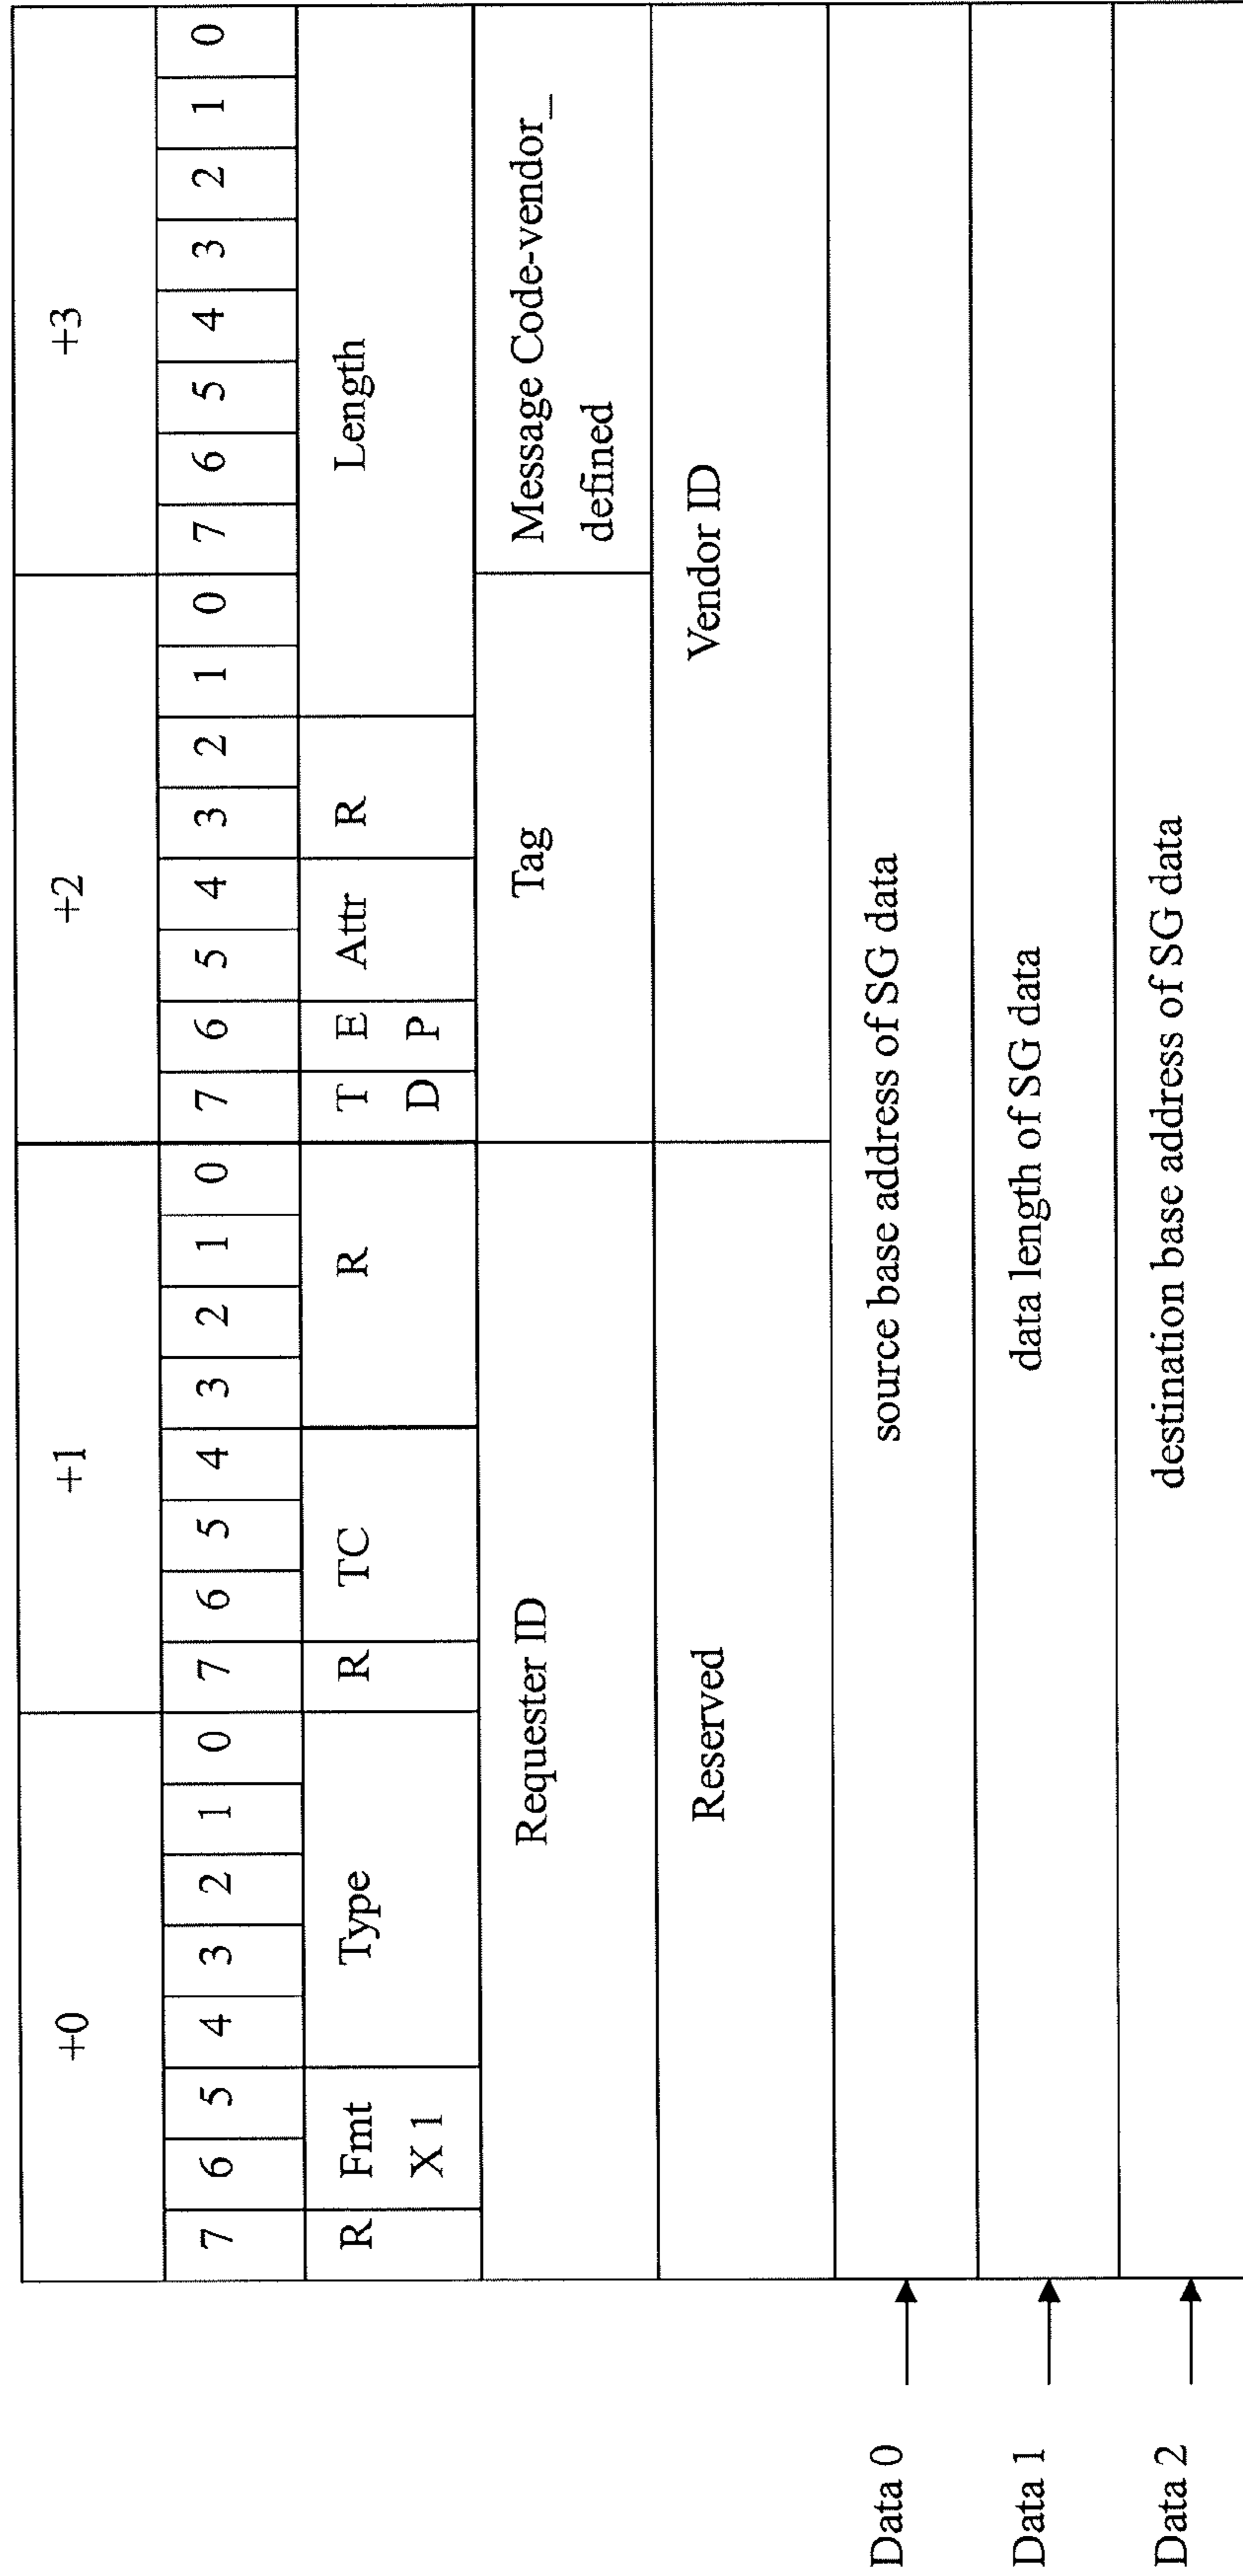 +0 +1 +2 +3
7 6 5 4 3 2 1 0 7 6 5 4 3 2 1 0 7 6 5 4 3 2 1 0 7 6 5 4 3 2 1 0
R Fmt Type R TC R T E Attr R Length
X 1 D P
Requester ID Tag Message Code-vendor_
defined
Reserved Vendor ID
Data 0 source base address of SG data
Data 1 data length of SG data
Data 2 destination base address of SG data